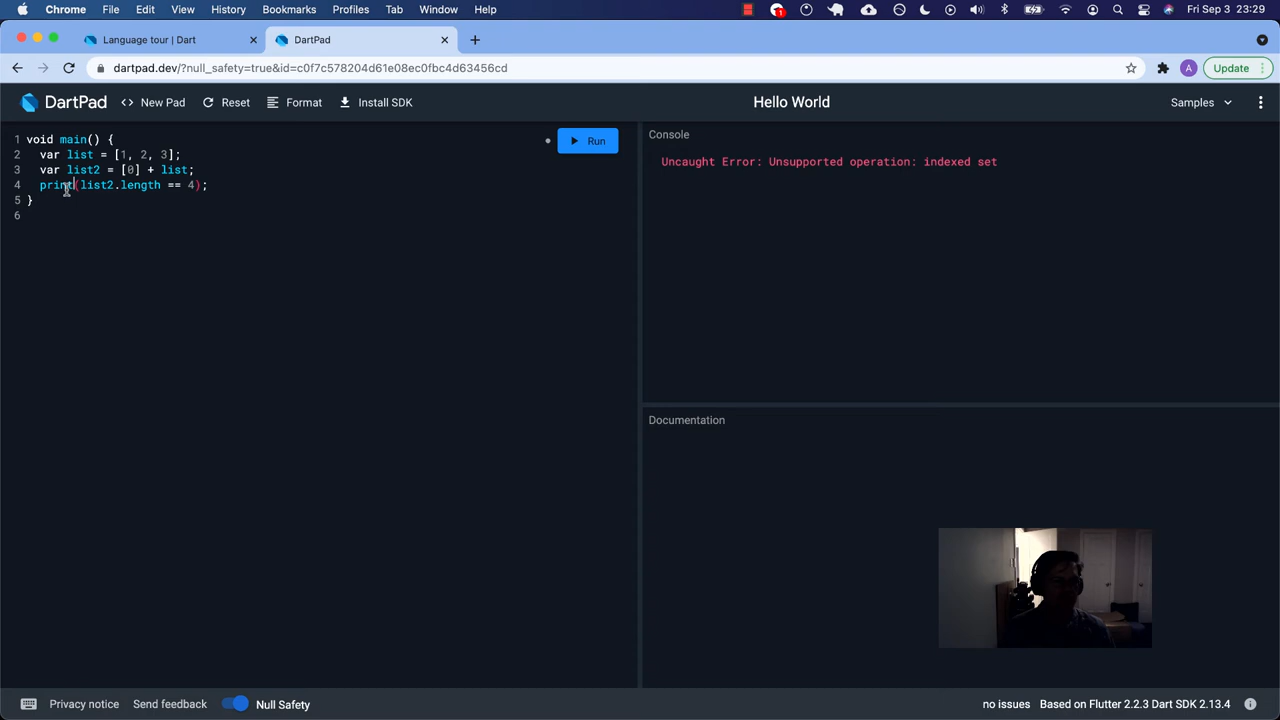 Chrome File Edit View History Bookmarks Profiles Tab Window Help 1 Fri Sep 3 23:29
Language tour | Dart DartPad
dartpad.dev/?null_safety=true&id=c0f7c578204d61e08ec0fbc4d63456cd A Update
DartPad <> New Pad Reset Install SDK Format Hello World Samples
1 void main() {
2 var list = [1, 2, 3];
3 var list2 = [0] + list;
4 print(list2.length == 4);
5 }
6
Run
Console
Uncaught Error: Unsupported operation: indexed set
Documentation
Privacy notice Send feedback Null Safety no issues Based on Flutter 2.2.3 Dart SDK 2.13.4